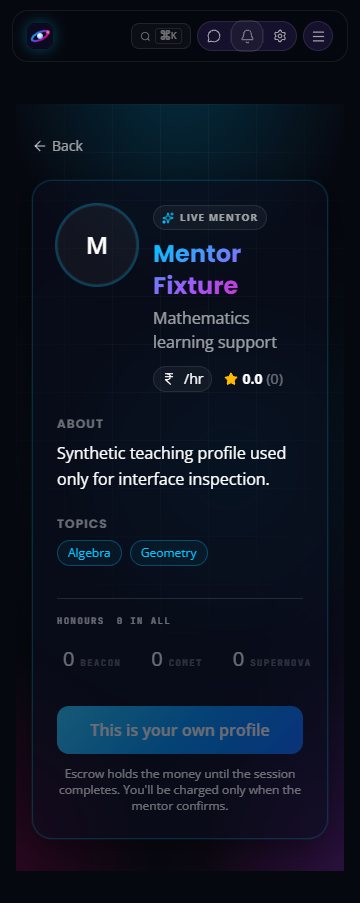 ⌘K
Back
LIVE MENTOR
M
Mentor
Fixture
Mathematics
learning support
₹ /hr
0.0 (0)
ABOUT
Synthetic teaching profile used
only for interface inspection.
TOPICS
Algebra Geometry
HONOURS 0 IN ALL
0 BEACON 0 COMET 0 SUPERNOVA
This is your own profile
Escrow holds the money until the session
completes. You'll be charged only when the
mentor confirms.